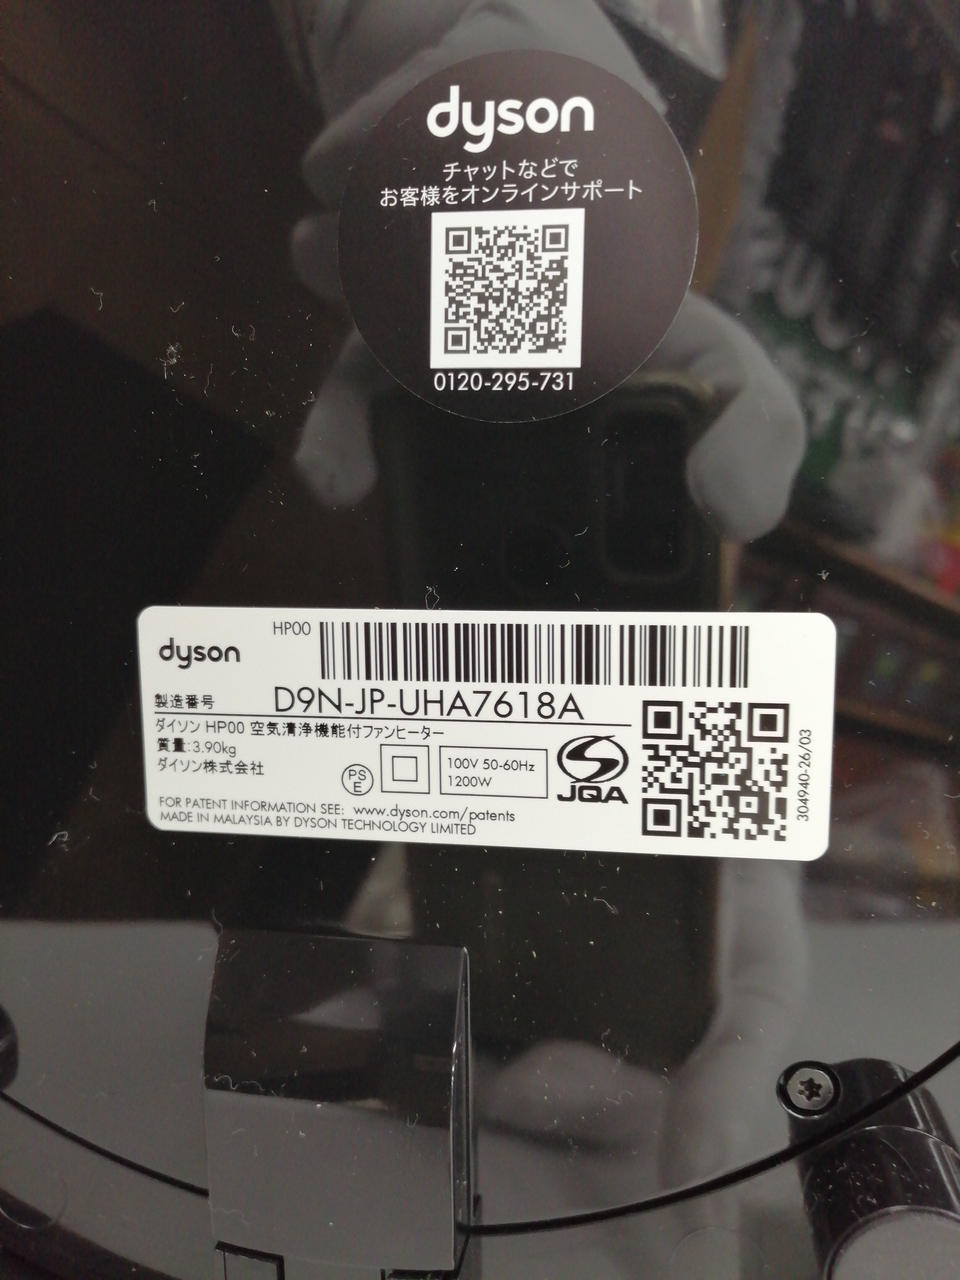 dyson
チャットなどで
お客様をオンラインサポート
0120-295-731
HP00
dyson
製造番号 D9N-JP-UHA7618A
ダイソン HP00 空気清浄機能付ファンヒーター
質量:3.90kg
ダイソン株式会社
PS
E
100V 50-60Hz
1200W
JQA
FOR PATENT INFORMATION SEE: www.dyson.com/patents
MADE IN MALAYSIA BY DYSON TECHNOLOGY LIMITED
304940-26/03